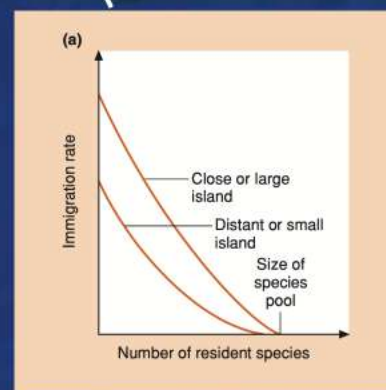 (a)
Immigration rate
Close or large
island
Distant or small
island
Size of
species
pool
Number of resident species